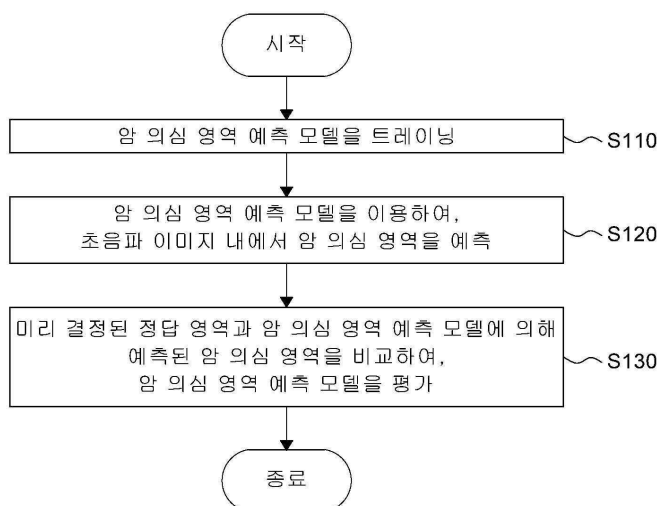 시작
암 의심 영역 예측 모델을 트레이닝
S110
암 의심 영역 예측 모델을 이용하여,
초음파 이미지 내에서 암 의심 영역을 예측
S120
미리 결정된 정답 영역과 암 의심 영역 예측 모델에 의해
예측된 암 의심 영역을 비교하여,
암 의심 영역 예측 모델을 평가
S130
종료